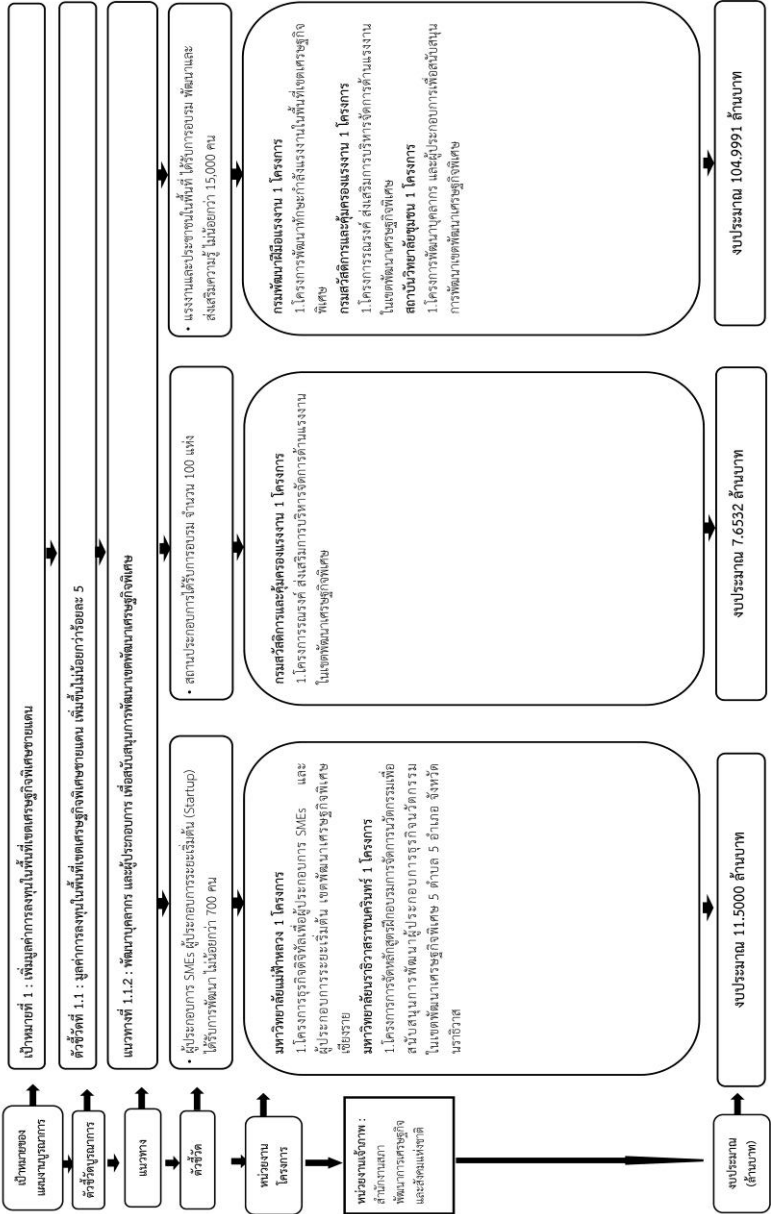 เป้าหมายของ
แผนงานบูรณาการ
เป้าหมายที่ 1 : เพิ่มมูลค่าการลงทุนในพื้นที่เขตเศรษฐกิจพิเศษชายแดน
ตัวชี้วัดบูรณาการ
ตัวชี้วัดที่ 1.1 : มูลค่าการลงทุนในพื้นที่เขตเศรษฐกิจพิเศษชายแดน เพิ่มขึ้นไม่น้อยกว่าร้อยละ 5
แนวทาง
แนวทางที่ 1.1.2 : พัฒนาบุคลากร และผู้ประกอบการ เพื่อสนับสนุนการพัฒนาเขตพัฒนาเศรษฐกิจพิเศษ
ตัวชี้วัด
• ผู้ประกอบการ SMEs ผู้ประกอบการระยะเริ่มต้น (Startup)
ได้รับการพัฒนา ไม่น้อยกว่า 700 คน
• สถานประกอบการได้รับการอบรม จำนวน 100 แห่ง
• แรงงานและประชาชนในพื้นที่ ได้รับการอบรม พัฒนาและ
ส่งเสริมความรู้ ไม่น้อยกว่า 15,000 คน
หน่วยงาน
โครงการ
มหาวิทยาลัยแม่ฟ้าหลวง 1 โครงการ
1.โครงการธุรกิจดิจิทัลเพื่อผู้ประกอบการ SMEs และ
ผู้ประกอบการระยะเริ่มต้น เขตพัฒนาเศรษฐกิจพิเศษ
เชียงราย
มหาวิทยาลัยนราธิวาสราชนครินทร์ 1 โครงการ
1.โครงการการจัดหลักสูตรฝึกอบรมการจัดการนวัตกรรมเพื่อ
สนับสนุนการพัฒนาผู้ประกอบการธุรกิจนวัตกรรม
ในเขตพัฒนาเศรษฐกิจพิเศษ 5 ตำบล 5 อำเภอ จังหวัด
นราธิวาส
กรมสวัสดิการและคุ้มครองแรงงาน 1 โครงการ
1.โครงการรณรงค์ ส่งเสริมการบริหารจัดการด้านแรงงาน
ในเขตพัฒนาเศรษฐกิจพิเศษ
กรมพัฒนาฝีมือแรงงาน 1 โครงการ
1.โครงการพัฒนาทักษะกำลังแรงงานในพื้นที่เขตเศรษฐกิจ
พิเศษ
กรมสวัสดิการและคุ้มครองแรงงาน 1 โครงการ
1.โครงการรณรงค์ ส่งเสริมการบริหารจัดการด้านแรงงาน
ในเขตพัฒนาเศรษฐกิจพิเศษ
สถาบันวิทยาลัยชุมชน 1 โครงการ
1.โครงการพัฒนาบุคลากร และผู้ประกอบการเพื่อสนับสนุน
การพัฒนาเขตพัฒนาเศรษฐกิจพิเศษ
หน่วยงานเจ้าภาพ :
สำนักงานสภา
พัฒนาการเศรษฐกิจ
และสังคมแห่งชาติ
งบประมาณ
(ล้านบาท)
งบประมาณ 11.5000 ล้านบาท
งบประมาณ 7.6532 ล้านบาท
งบประมาณ 104.9991 ล้านบาท